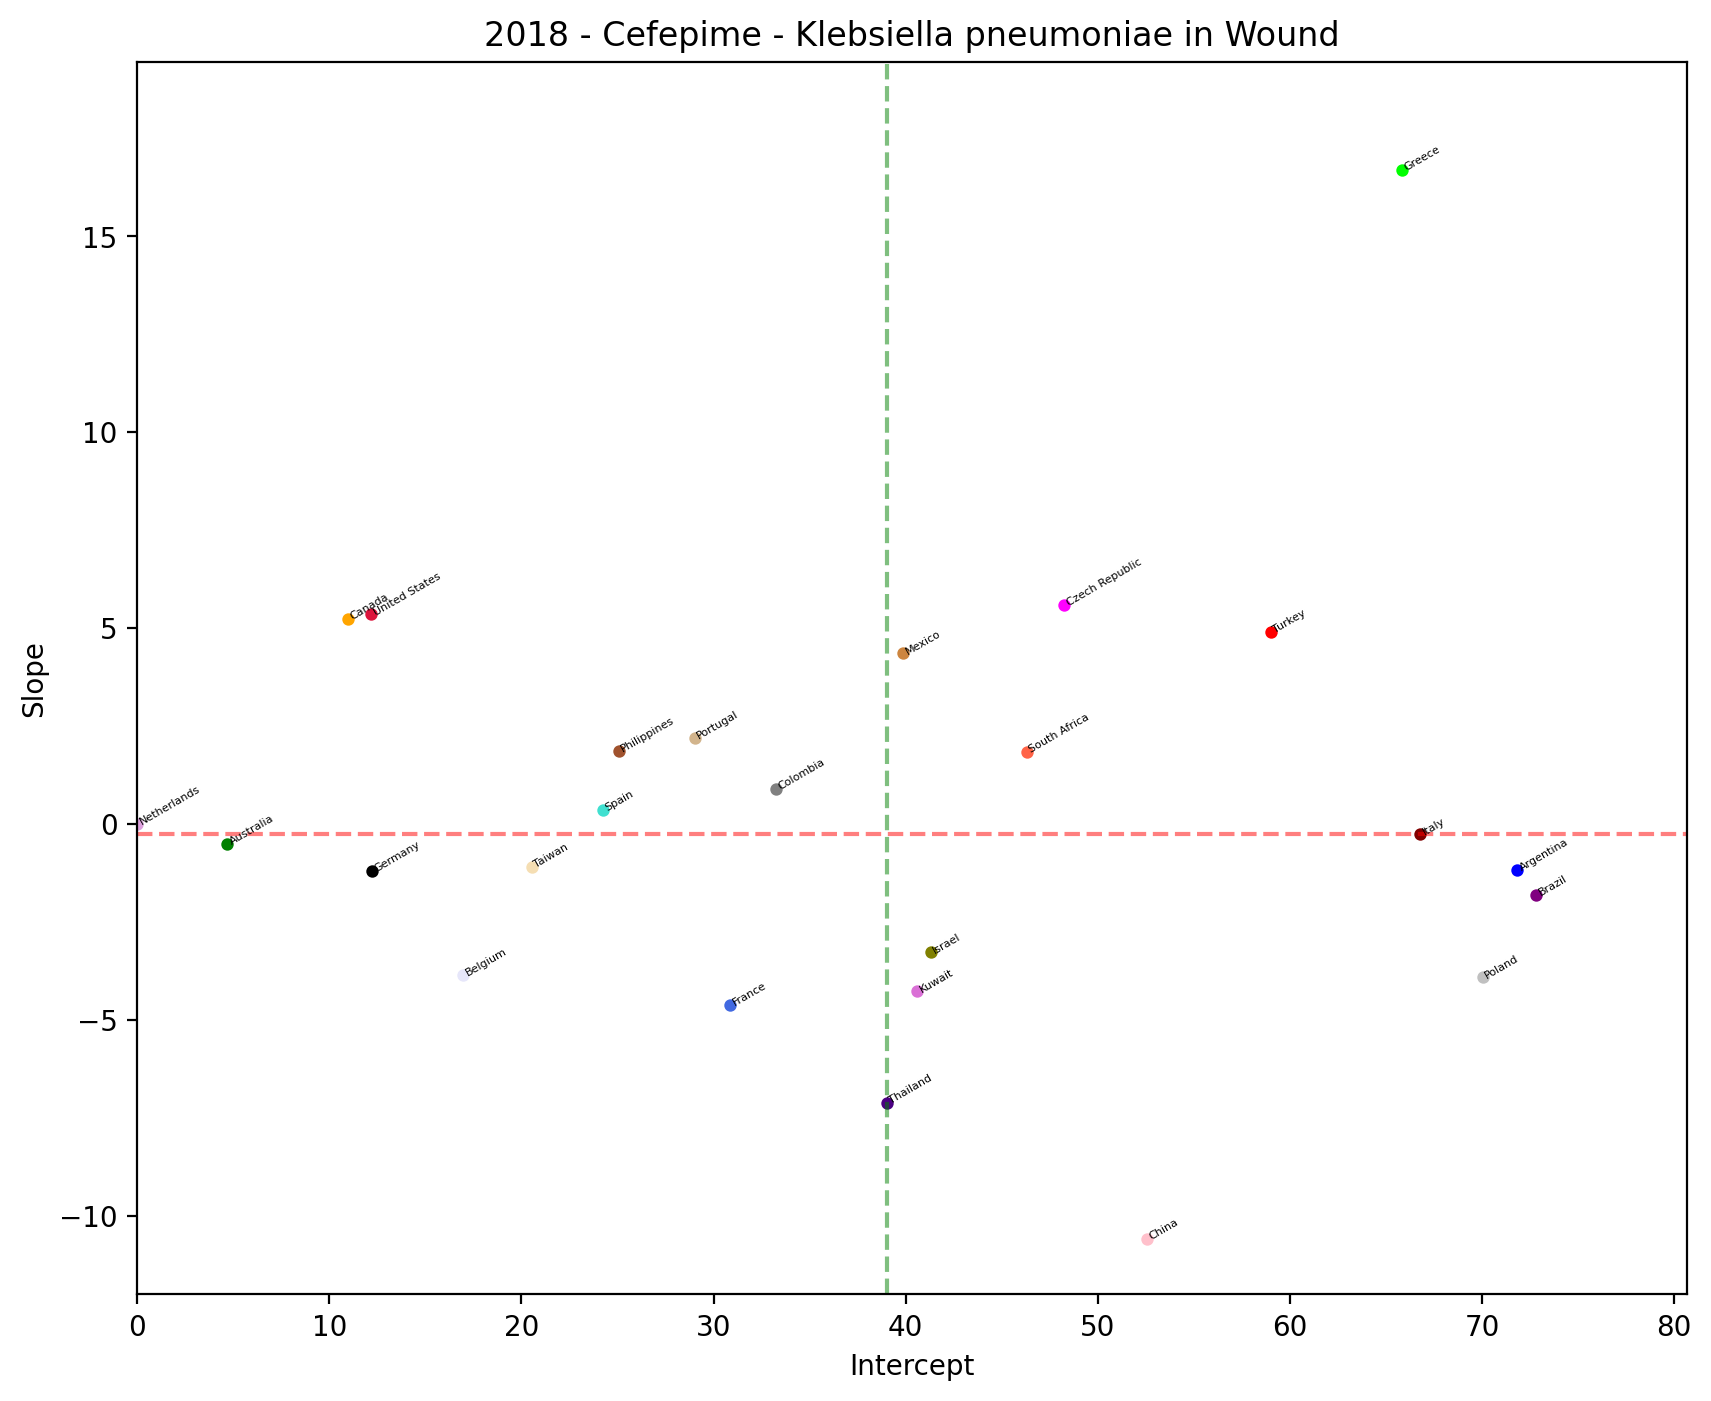 2018 - Cefepime - Klebsiella pneumoniae in Wound
Greece
15
10
Czech Republic
Canada
United States
5
Turkey
Mexico
Slope
Philippines
Portugal
South Africa
Colombia
Spain
Netherlands
0
Australia
Italy
Germany
Taiwan
Argentina
Brazil
Israel
Belgium
Poland
Kuwait
France
−5
Thailand
China
−10
0 10 20 30 40 50 60 70 80
Intercept